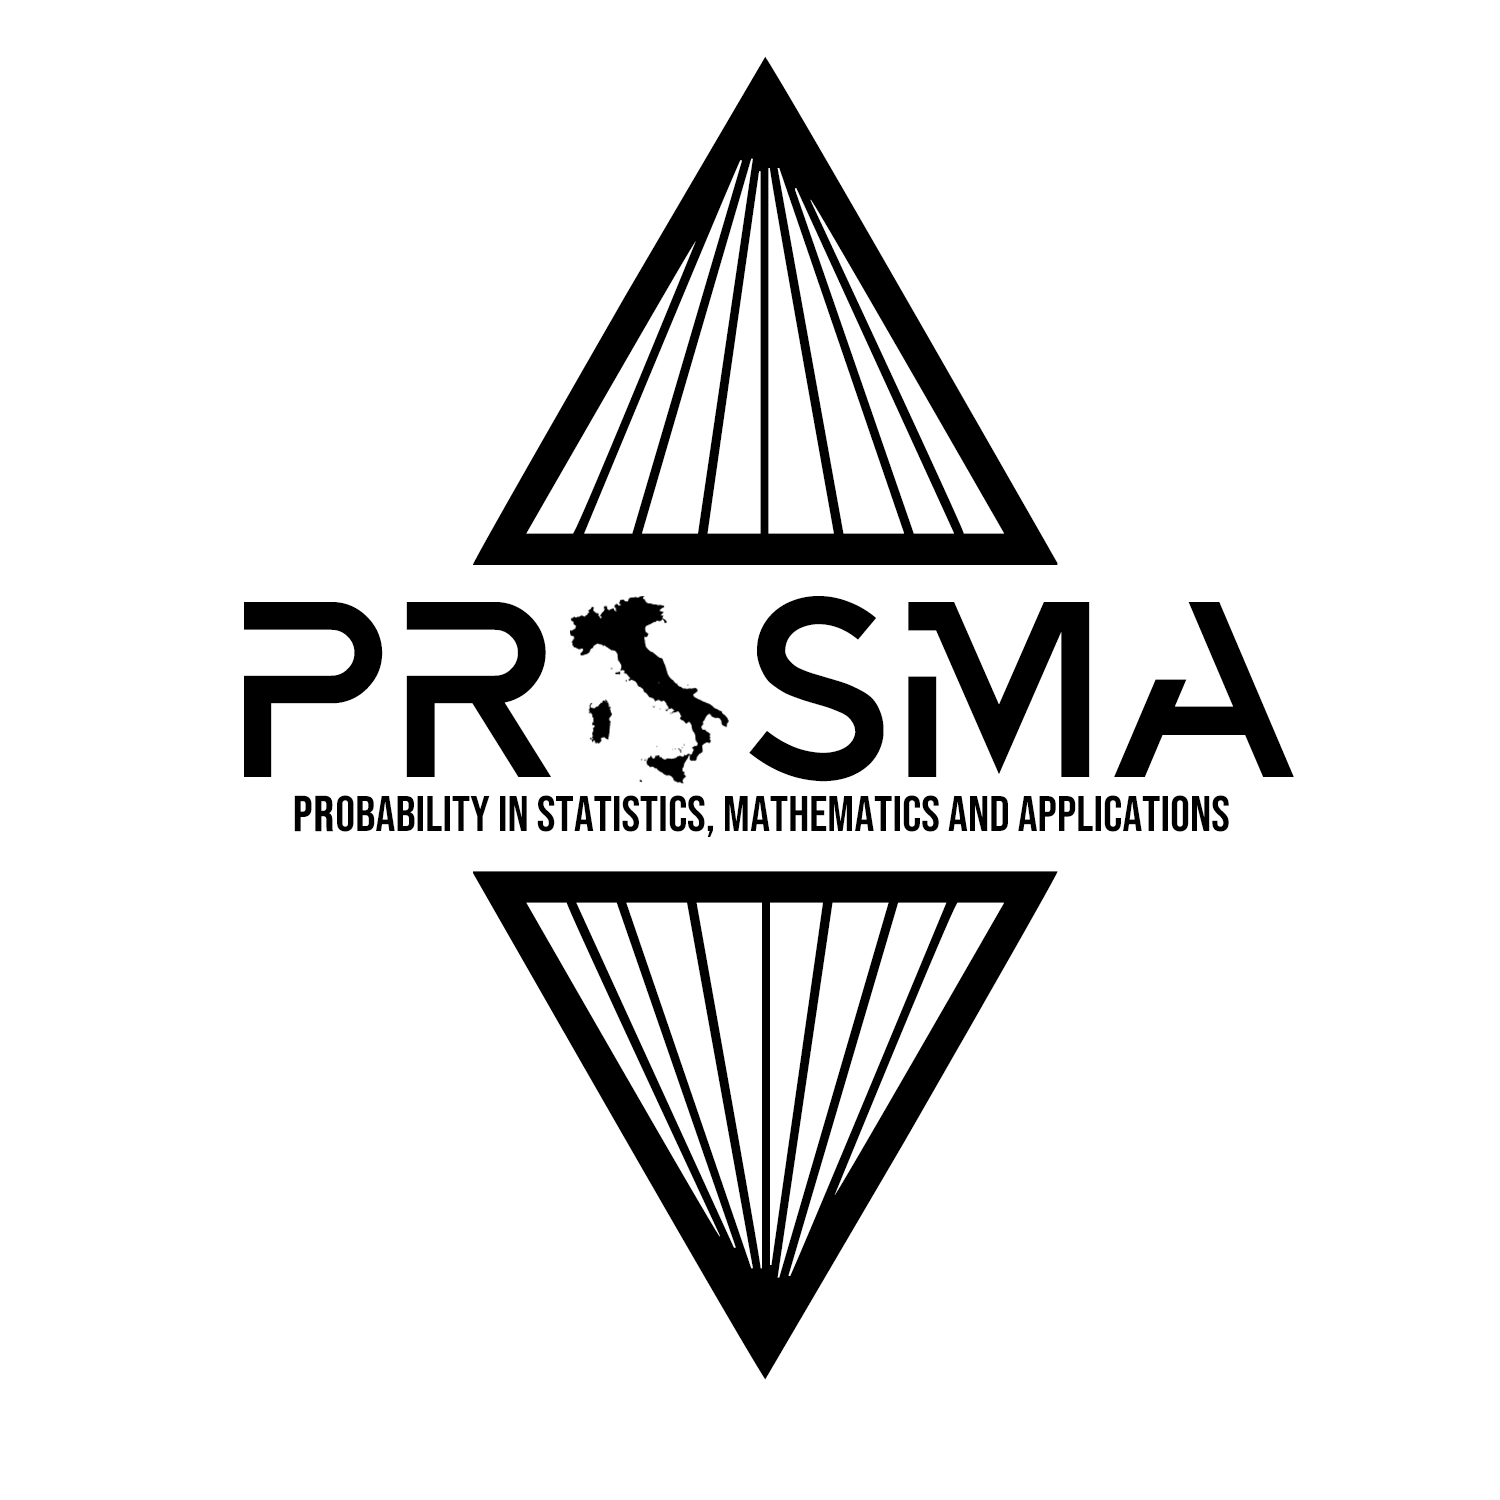 PRISMA
PROBABILITY IN STATISTICS, MATHEMATICS AND APPLICATIONS